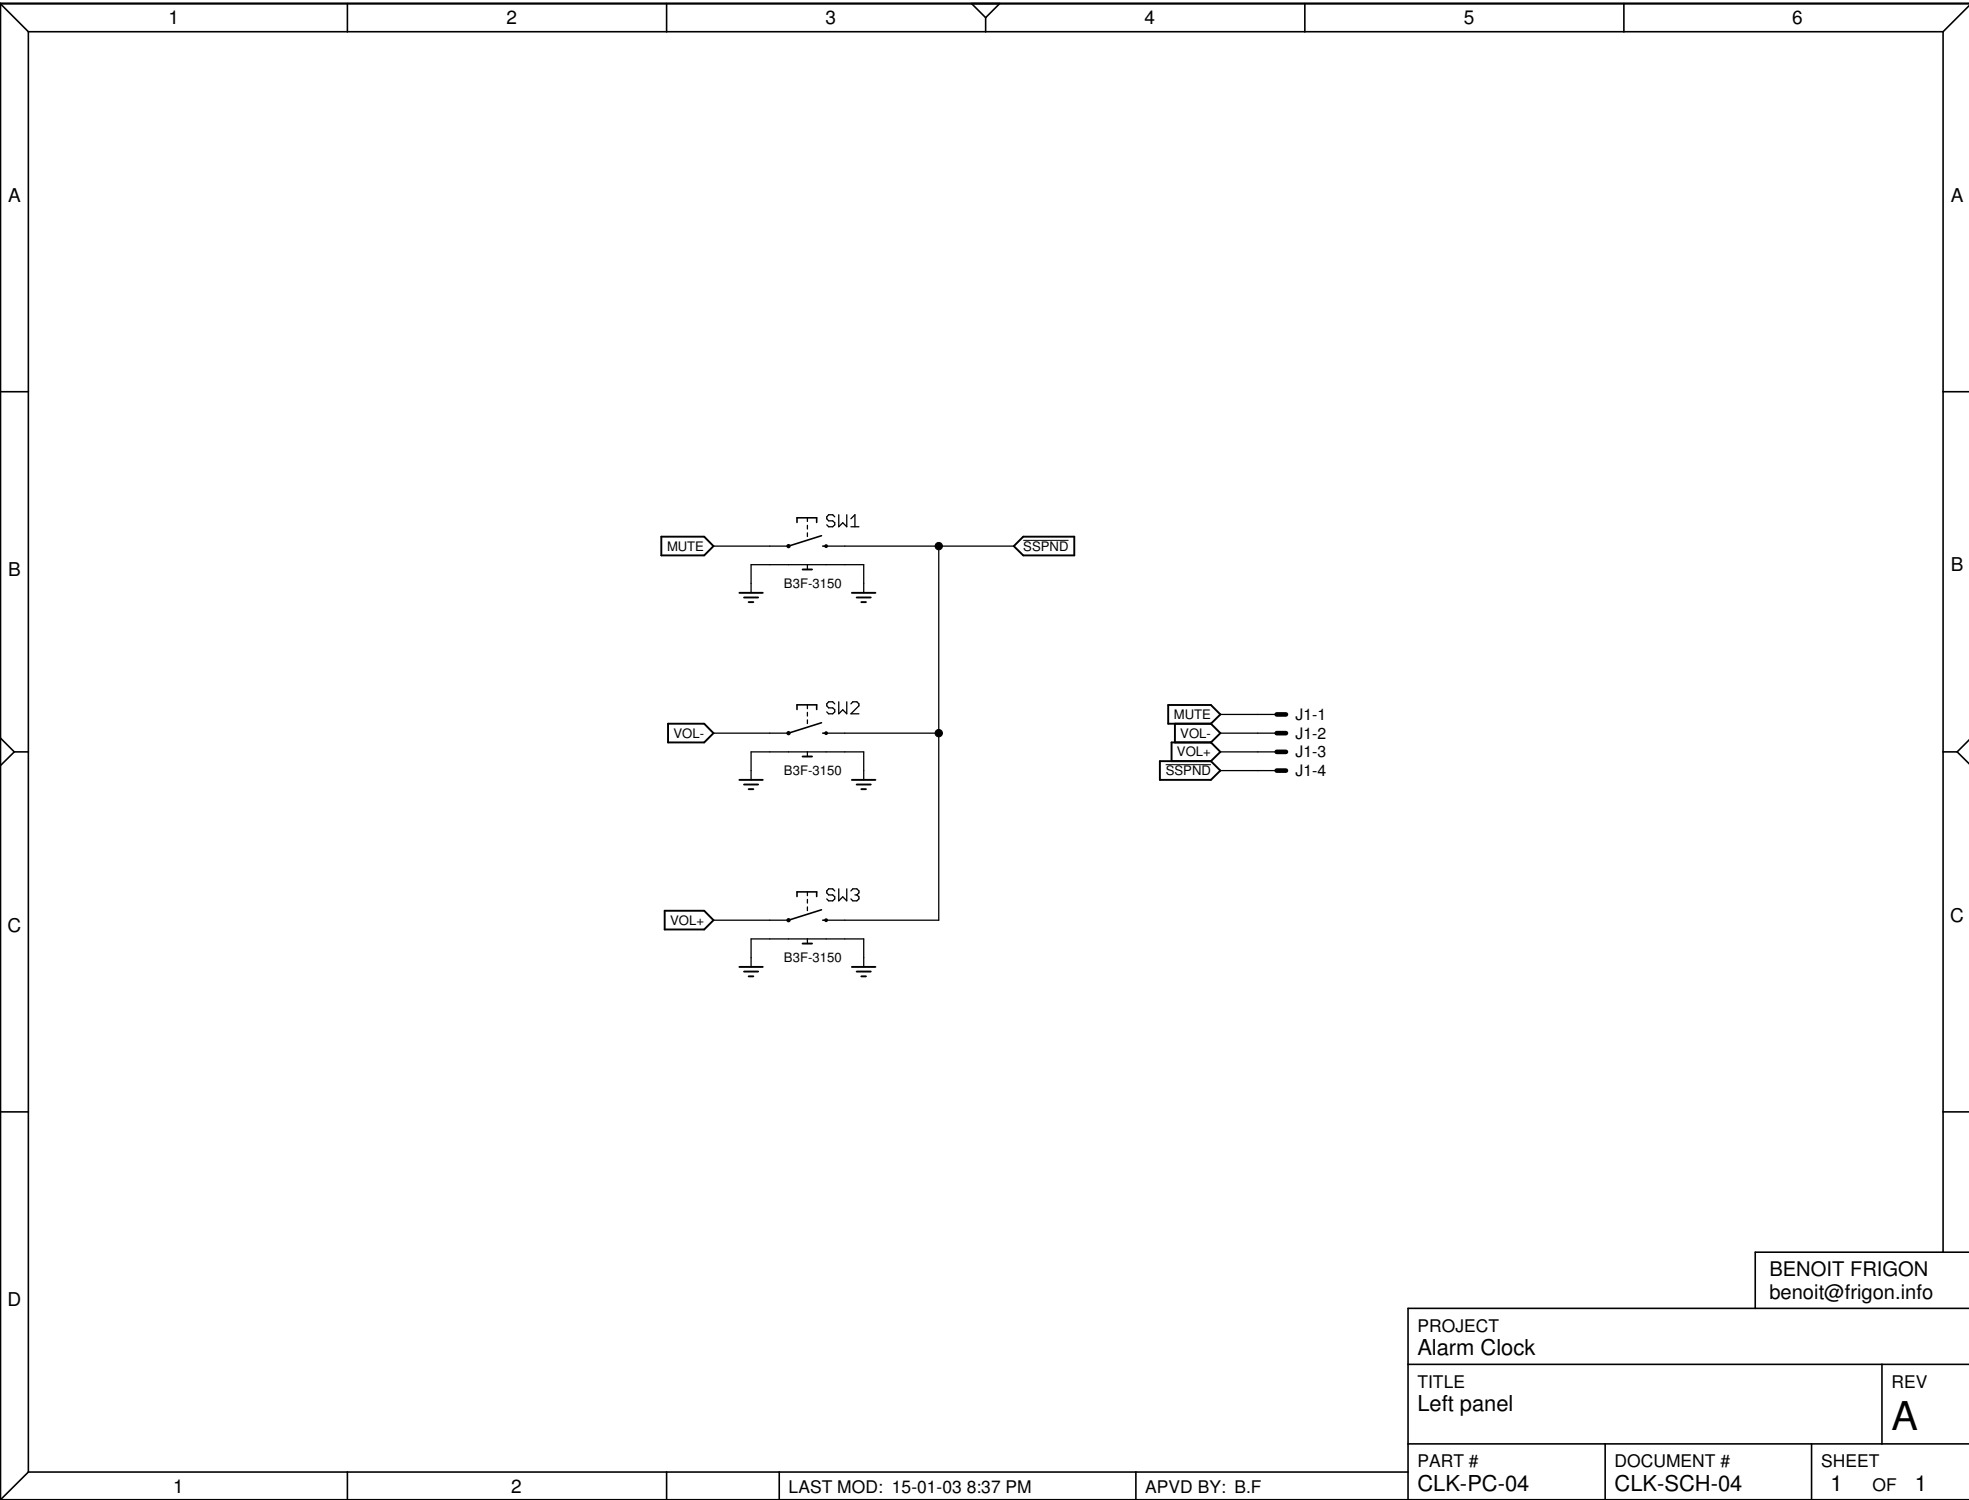 1 2 3 4 5 6
A A
SW1
MUTE S̅S̅P̅N̅D̅
B B
B3F-3150
SW2
MUTE J1-1
VOL- VOL- J1-2
VOL+ J1-3
B3F-3150 S̅S̅P̅N̅D̅ J1-4
SW3
VOL+
C C
B3F-3150
BENOIT FRIGON
benoit@frigon.info
D
PROJECT
Alarm Clock
TITLE
Left panel
REV
A
PART #
CLK-PC-04
DOCUMENT #
CLK-SCH-04
SHEET
1 OF 1
1 2 LAST MOD: 15-01-03 8:37 PM APVD BY: B.F